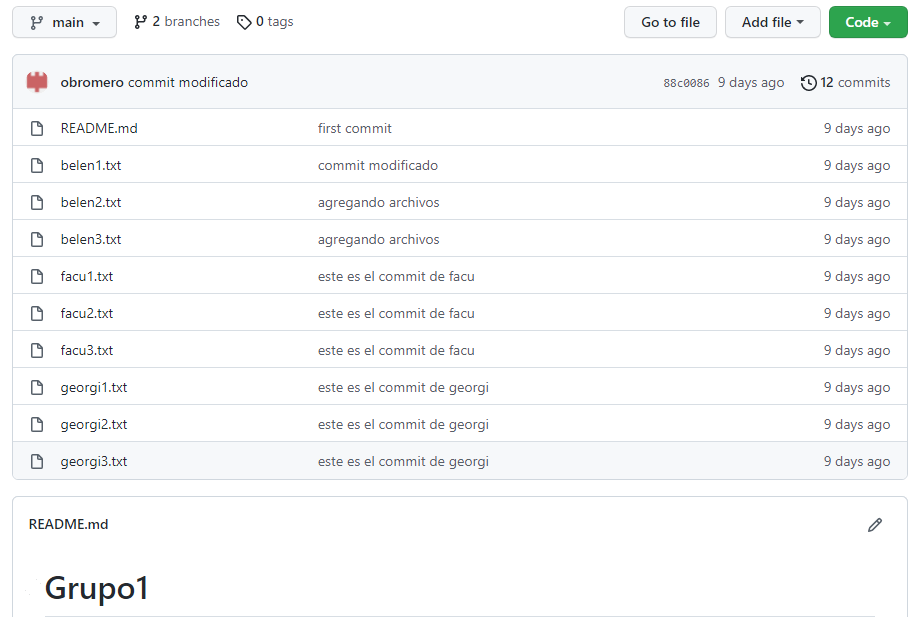 main 2 branches 0 tags Go to file Add file Code
obromero commit modificado 88c0086 9 days ago 12 commits
README.md first commit 9 days ago
belen1.txt commit modificado 9 days ago
belen2.txt agregando archivos 9 days ago
belen3.txt agregando archivos 9 days ago
facu1.txt este es el commit de facu 9 days ago
facu2.txt este es el commit de facu 9 days ago
facu3.txt este es el commit de facu 9 days ago
georgi1.txt este es el commit de georgi 9 days ago
georgi2.txt este es el commit de georgi 9 days ago
georgi3.txt este es el commit de georgi 9 days ago
README.md
Grupo1